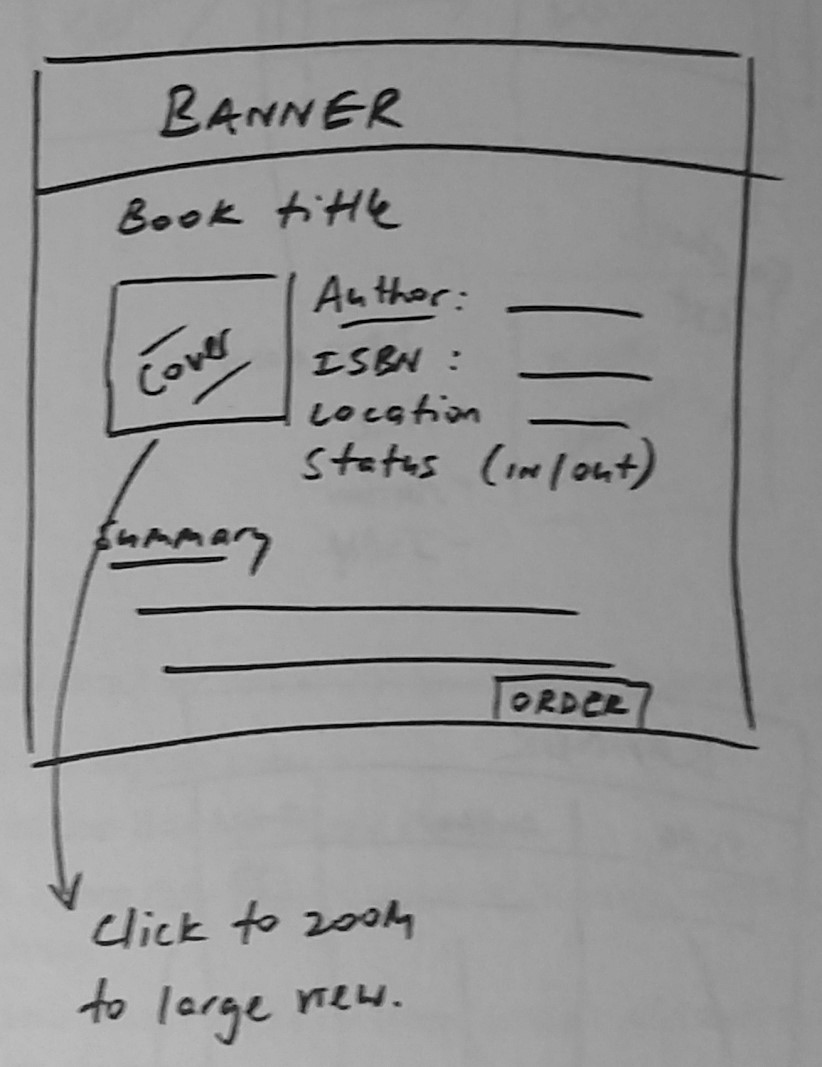 BANNER
Book title
Cover
Author:
ISBN :
Location
Status (in/out)
Summary
ORDER
Click to zoom
to large view.